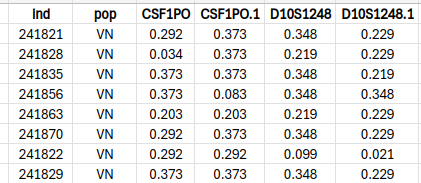 Ind pop CSF1PO CSF1PO.1 D10S1248 D10S1248.1
241821 VN 0.292 0.373 0.348 0.229
241828 VN 0.034 0.373 0.219 0.229
241835 VN 0.373 0.373 0.348 0.219
241856 VN 0.373 0.083 0.348 0.348
241863 VN 0.203 0.203 0.219 0.229
241870 VN 0.292 0.373 0.348 0.229
241822 VN 0.292 0.292 0.099 0.021
241829 VN 0.373 0.373 0.348 0.229